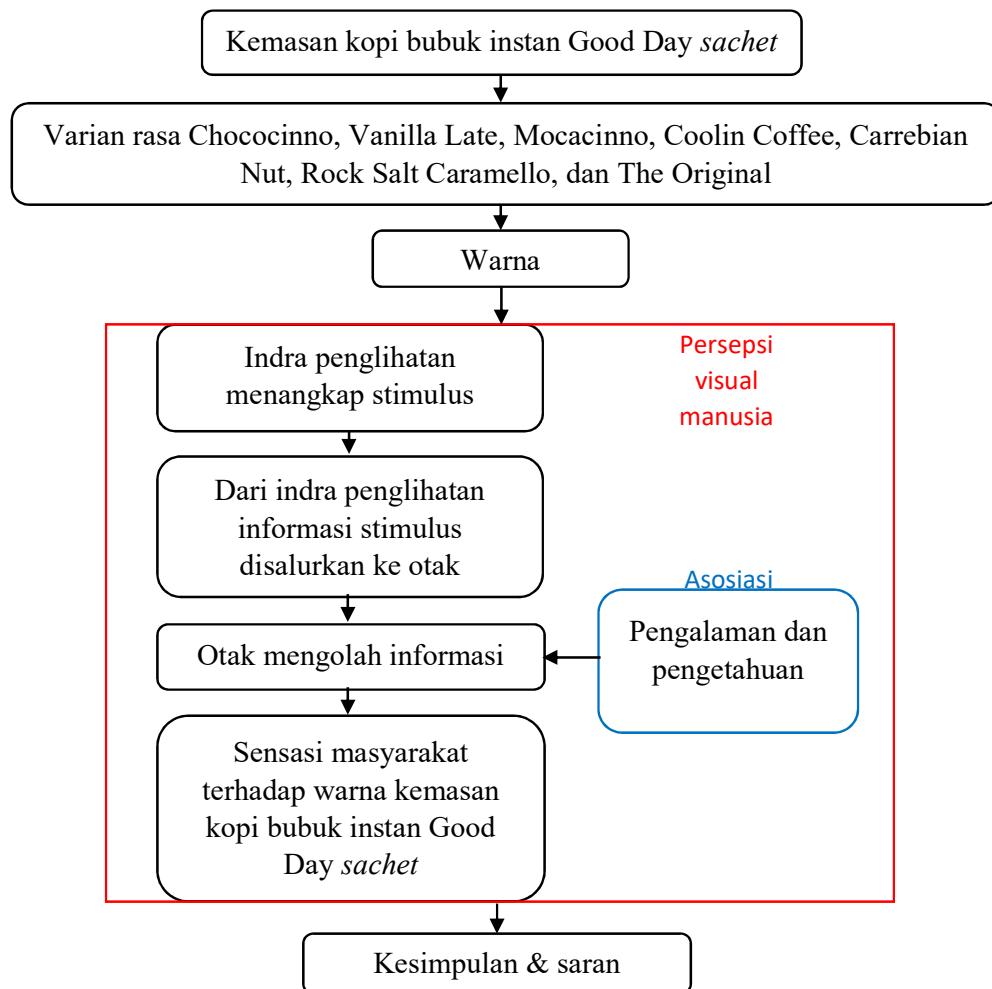 Kemasan kopi bubuk instan Good Day sachet
Varian rasa Chococinno, Vanilla Late, Mocacinno, Coolin Coffee, Carrebian
Nut, Rock Salt Caramello, dan The Original
Warna
Persepsi
visual
manusia
Indra penglihatan
menangkap stimulus
Dari indra penglihatan
informasi stimulus
disalurkan ke otak
Asosiasi
Pengalaman dan
pengetahuan
Otak mengolah informasi
Sensasi masyarakat
terhadap warna kemasan
kopi bubuk instan Good
Day sachet
Kesimpulan & saran